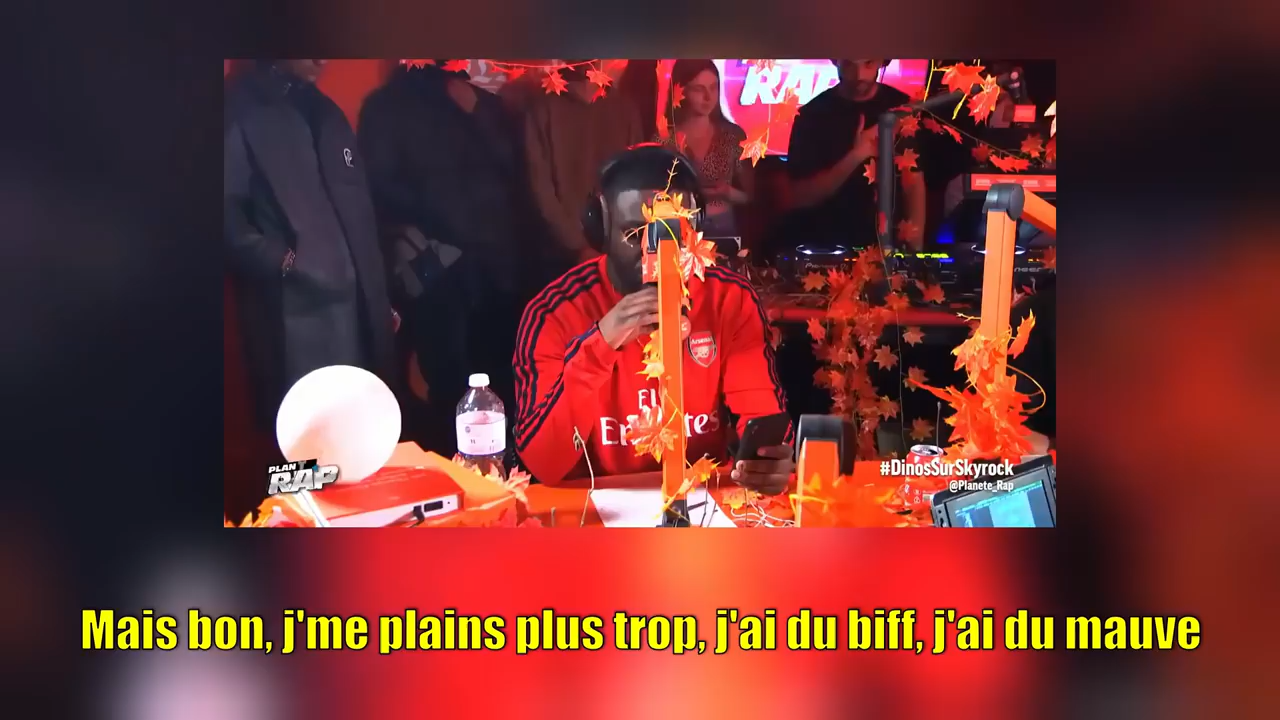 RAP
Arsenal
Fly
Emirates
PLAN
RAP
#DinosSurSkyrock
@Planete_Rap
Mais bon, j'me plains plus trop, j'ai du biff, j'ai du mauve